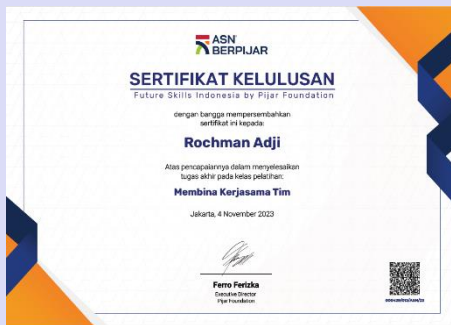 ASN
BERPIJAR
SERTIFIKAT KELULUSAN
Future Skills Indonesia by Pijar Foundation
dengan bangga mempersembahkan
sertifikat ini kepada:
Rochman Adji
Atas pencapaiannya dalam menyelesaikan
tugas akhir pada kelas pelatihan:
Membina Kerjasama Tim
Jakarta, 4 November 2023
Ferro Ferizka
Executive Director
Pijar Foundation